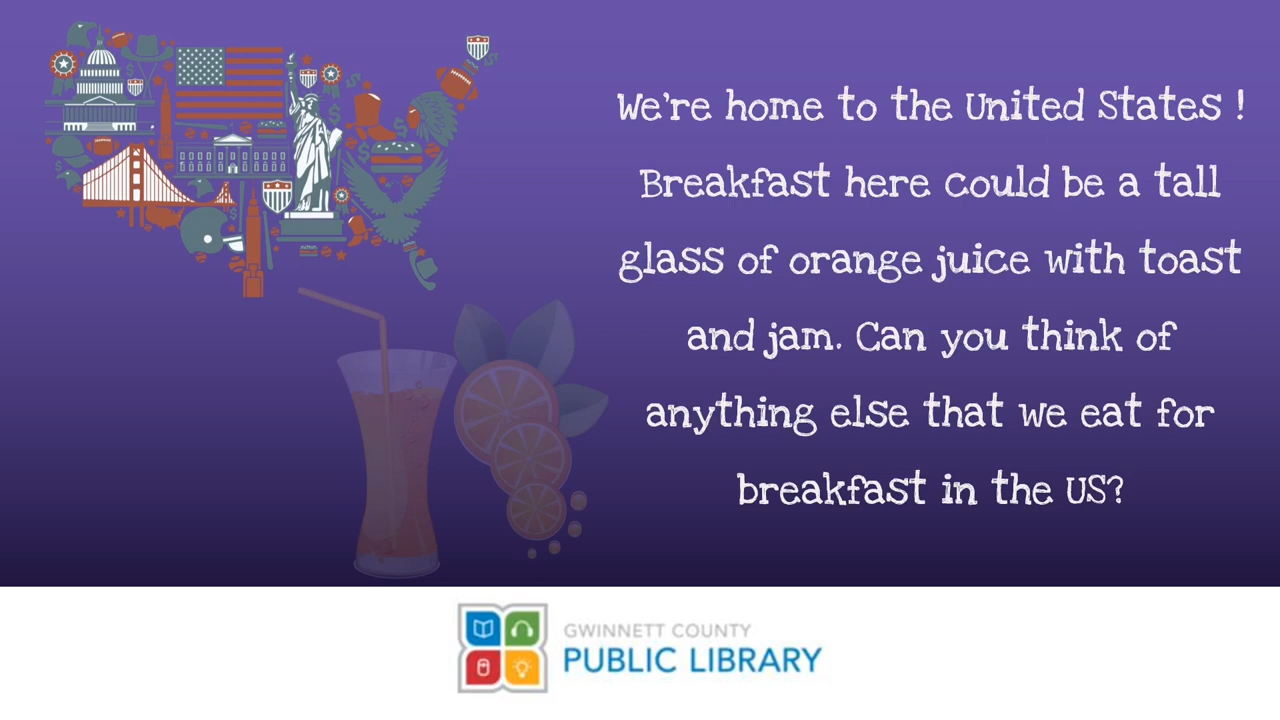 We're home to the United States !
Breakfast here could be a tall
glass of orange juice with toast
and jam. Can you think of
anything else that we eat for
breakfast in the US?
GWINNETT COUNTY
PUBLIC LIBRARY